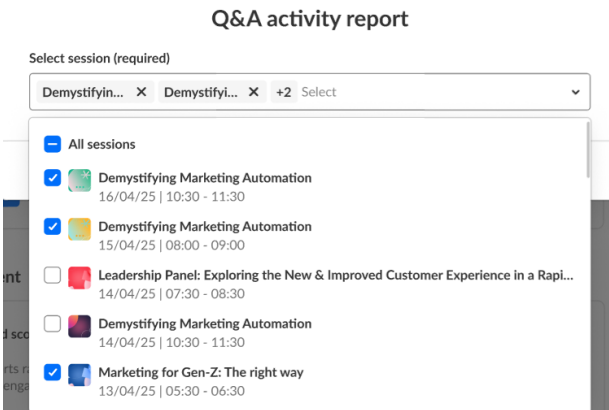 Q&A activity report
Select session (required)
Demystifyin... Demystifyi... +2 Select
All sessions
Demystifying Marketing Automation
16/04/25 | 10:30 - 11:30
Demystifying Marketing Automation
15/04/25 | 08:00 - 09:00
Leadership Panel: Exploring the New & Improved Customer Experience in a Rapi...
14/04/25 | 07:30 - 08:30
Demystifying Marketing Automation
14/04/25 | 10:30 - 11:30
Marketing for Gen-Z: The right way
13/04/25 | 05:30 - 06:30